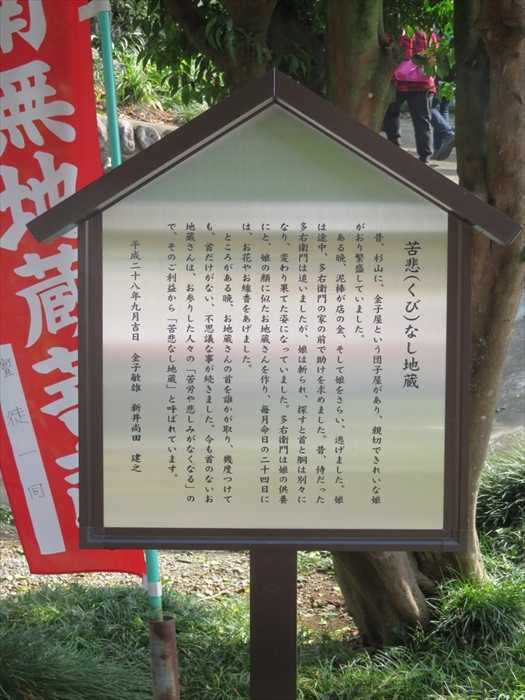 苦悲(くび)なし地蔵
昔、杉山に、金子屋という団子屋があり、親切できれいな娘
がおり繁盛していました。
ある晩、泥棒が店の金、そして娘をさらい、逃げました。娘
は途中、多右衛門の家の前で助けを求めました。昔、侍だった
多右衛門は追いましたが、娘は斬られ、探すと首と胴は別々に
なり、変わり果てた姿になっていました。多右衛門は娘の供養
にと、娘の顔に似たお地蔵さんを作り、毎月命日の二十四日に
は、お花やお線香をあげました。
ところがある晩、お地蔵さんの首を誰かが取り、幾度つけて
も、首だけがない、不思議な事が続きました。今も首のないお
地蔵さんは、お参りした人々の「苦労や悲しみがなくなる」の
で、そのご利益から「苦悲なし地蔵」と呼ばれています。
平成二十八年九月吉日 金子敏雄 新井尚田 建之
南無地蔵菩
徒一同